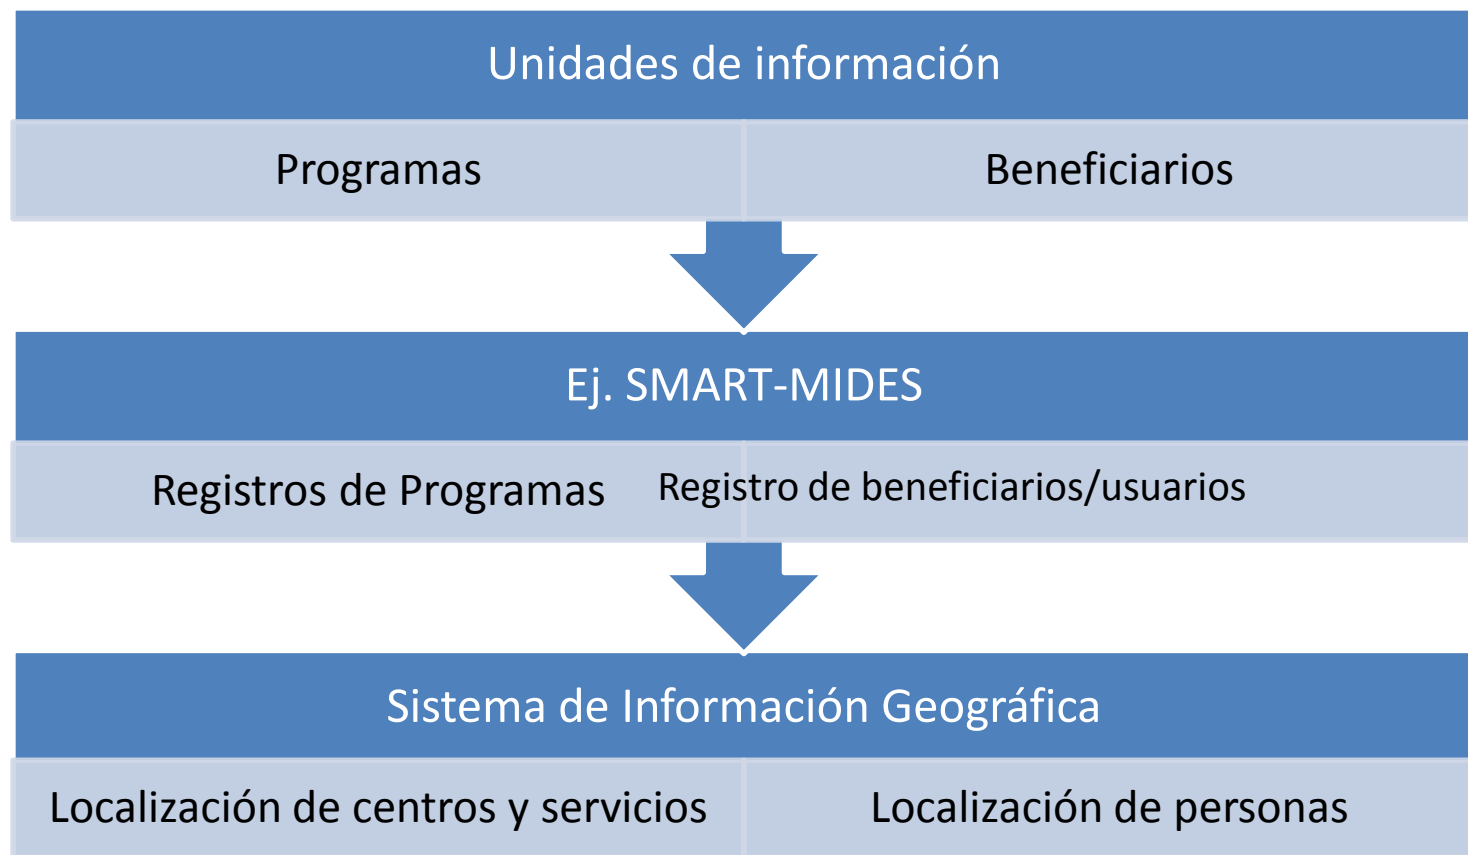 Unidades de información
Programas
Beneficiarios
Ej. SMART-MIDES
Registros de Programas
Registro de beneficiarios/usuarios
Sistema de Información Geográfica
Localización de centros y servicios
Localización de personas